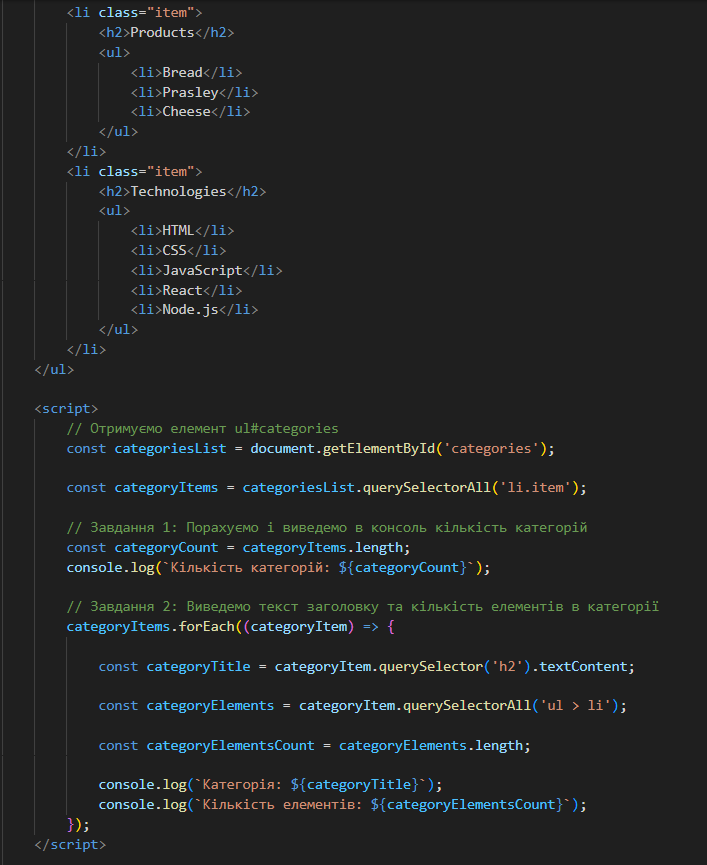 <li class="item">
<h2>Products</h2>
<ul>
<li>Bread</li>
<li>Prasley</li>
<li>Cheese</li>
</ul>
</li>
<li class="item">
<h2>Technologies</h2>
<ul>
<li>HTML</li>
<li>CSS</li>
<li>JavaScript</li>
<li>React</li>
<li>Node.js</li>
</ul>
</li>
</ul>
<script>
// Отримуємо елемент ul#categories
const categoriesList = document.getElementById('categories');
const categoryItems = categoriesList.querySelectorAll('li.item');
// Завдання 1: Порахуємо і виведемо в консоль кількість категорій
const categoryCount = categoryItems.length;
console.log(`Кількість категорій: ${categoryCount}`);
// Завдання 2: Виведемо текст заголовку та кількість елементів в категорії
categoryItems.forEach((categoryItem) => {
const categoryTitle = categoryItem.querySelector('h2').textContent;
const categoryElements = categoryItem.querySelectorAll('ul > li');
const categoryElementsCount = categoryElements.length;
console.log(`Категорія: ${categoryTitle}`);
console.log(`Кількість елементів: ${categoryElementsCount}`);
});
</script>